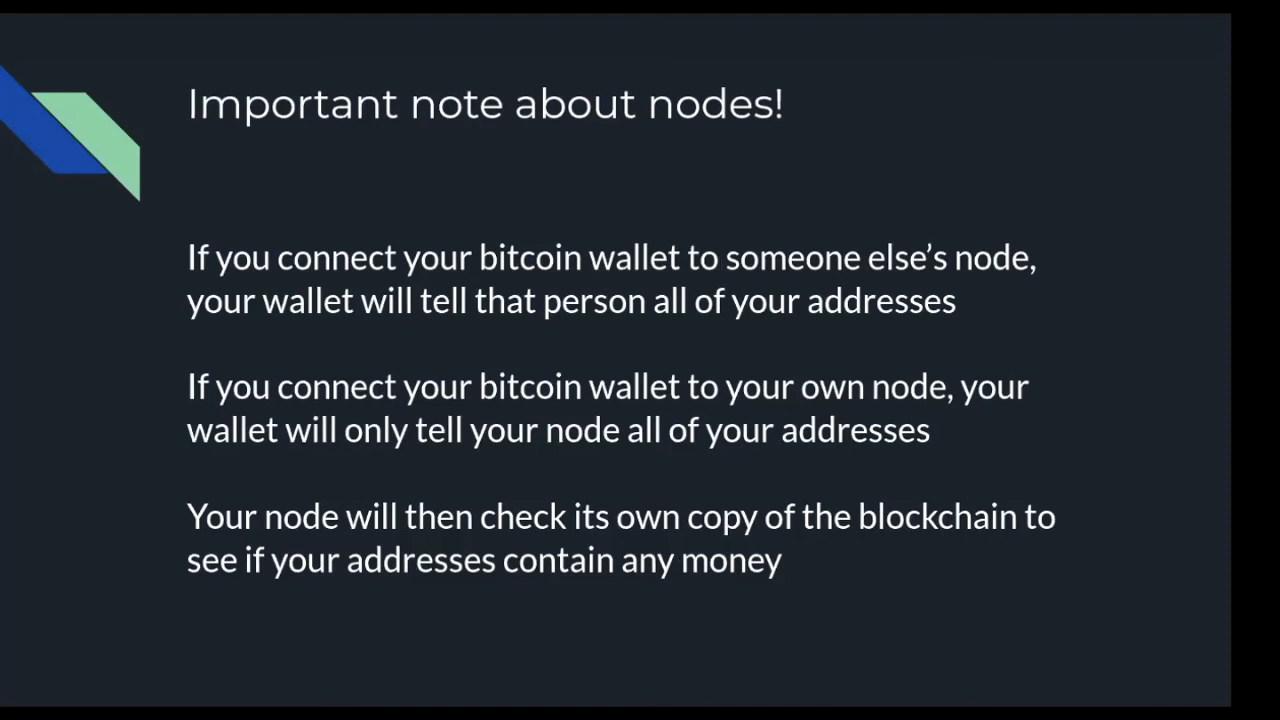 Important note about nodes!
If you connect your bitcoin wallet to someone else’s node,
your wallet will tell that person all of your addresses
If you connect your bitcoin wallet to your own node, your
wallet will only tell your node all of your addresses
Your node will then check its own copy of the blockchain to
see if your addresses contain any money